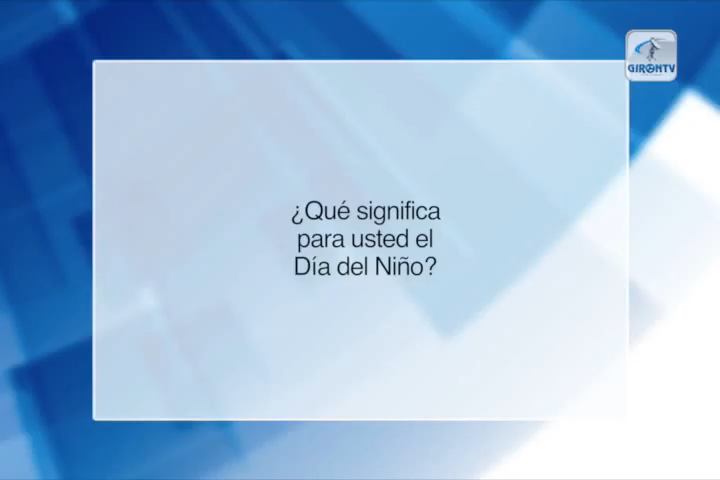 GIRONTV
¿Qué significa
para usted el
Día del Niño?